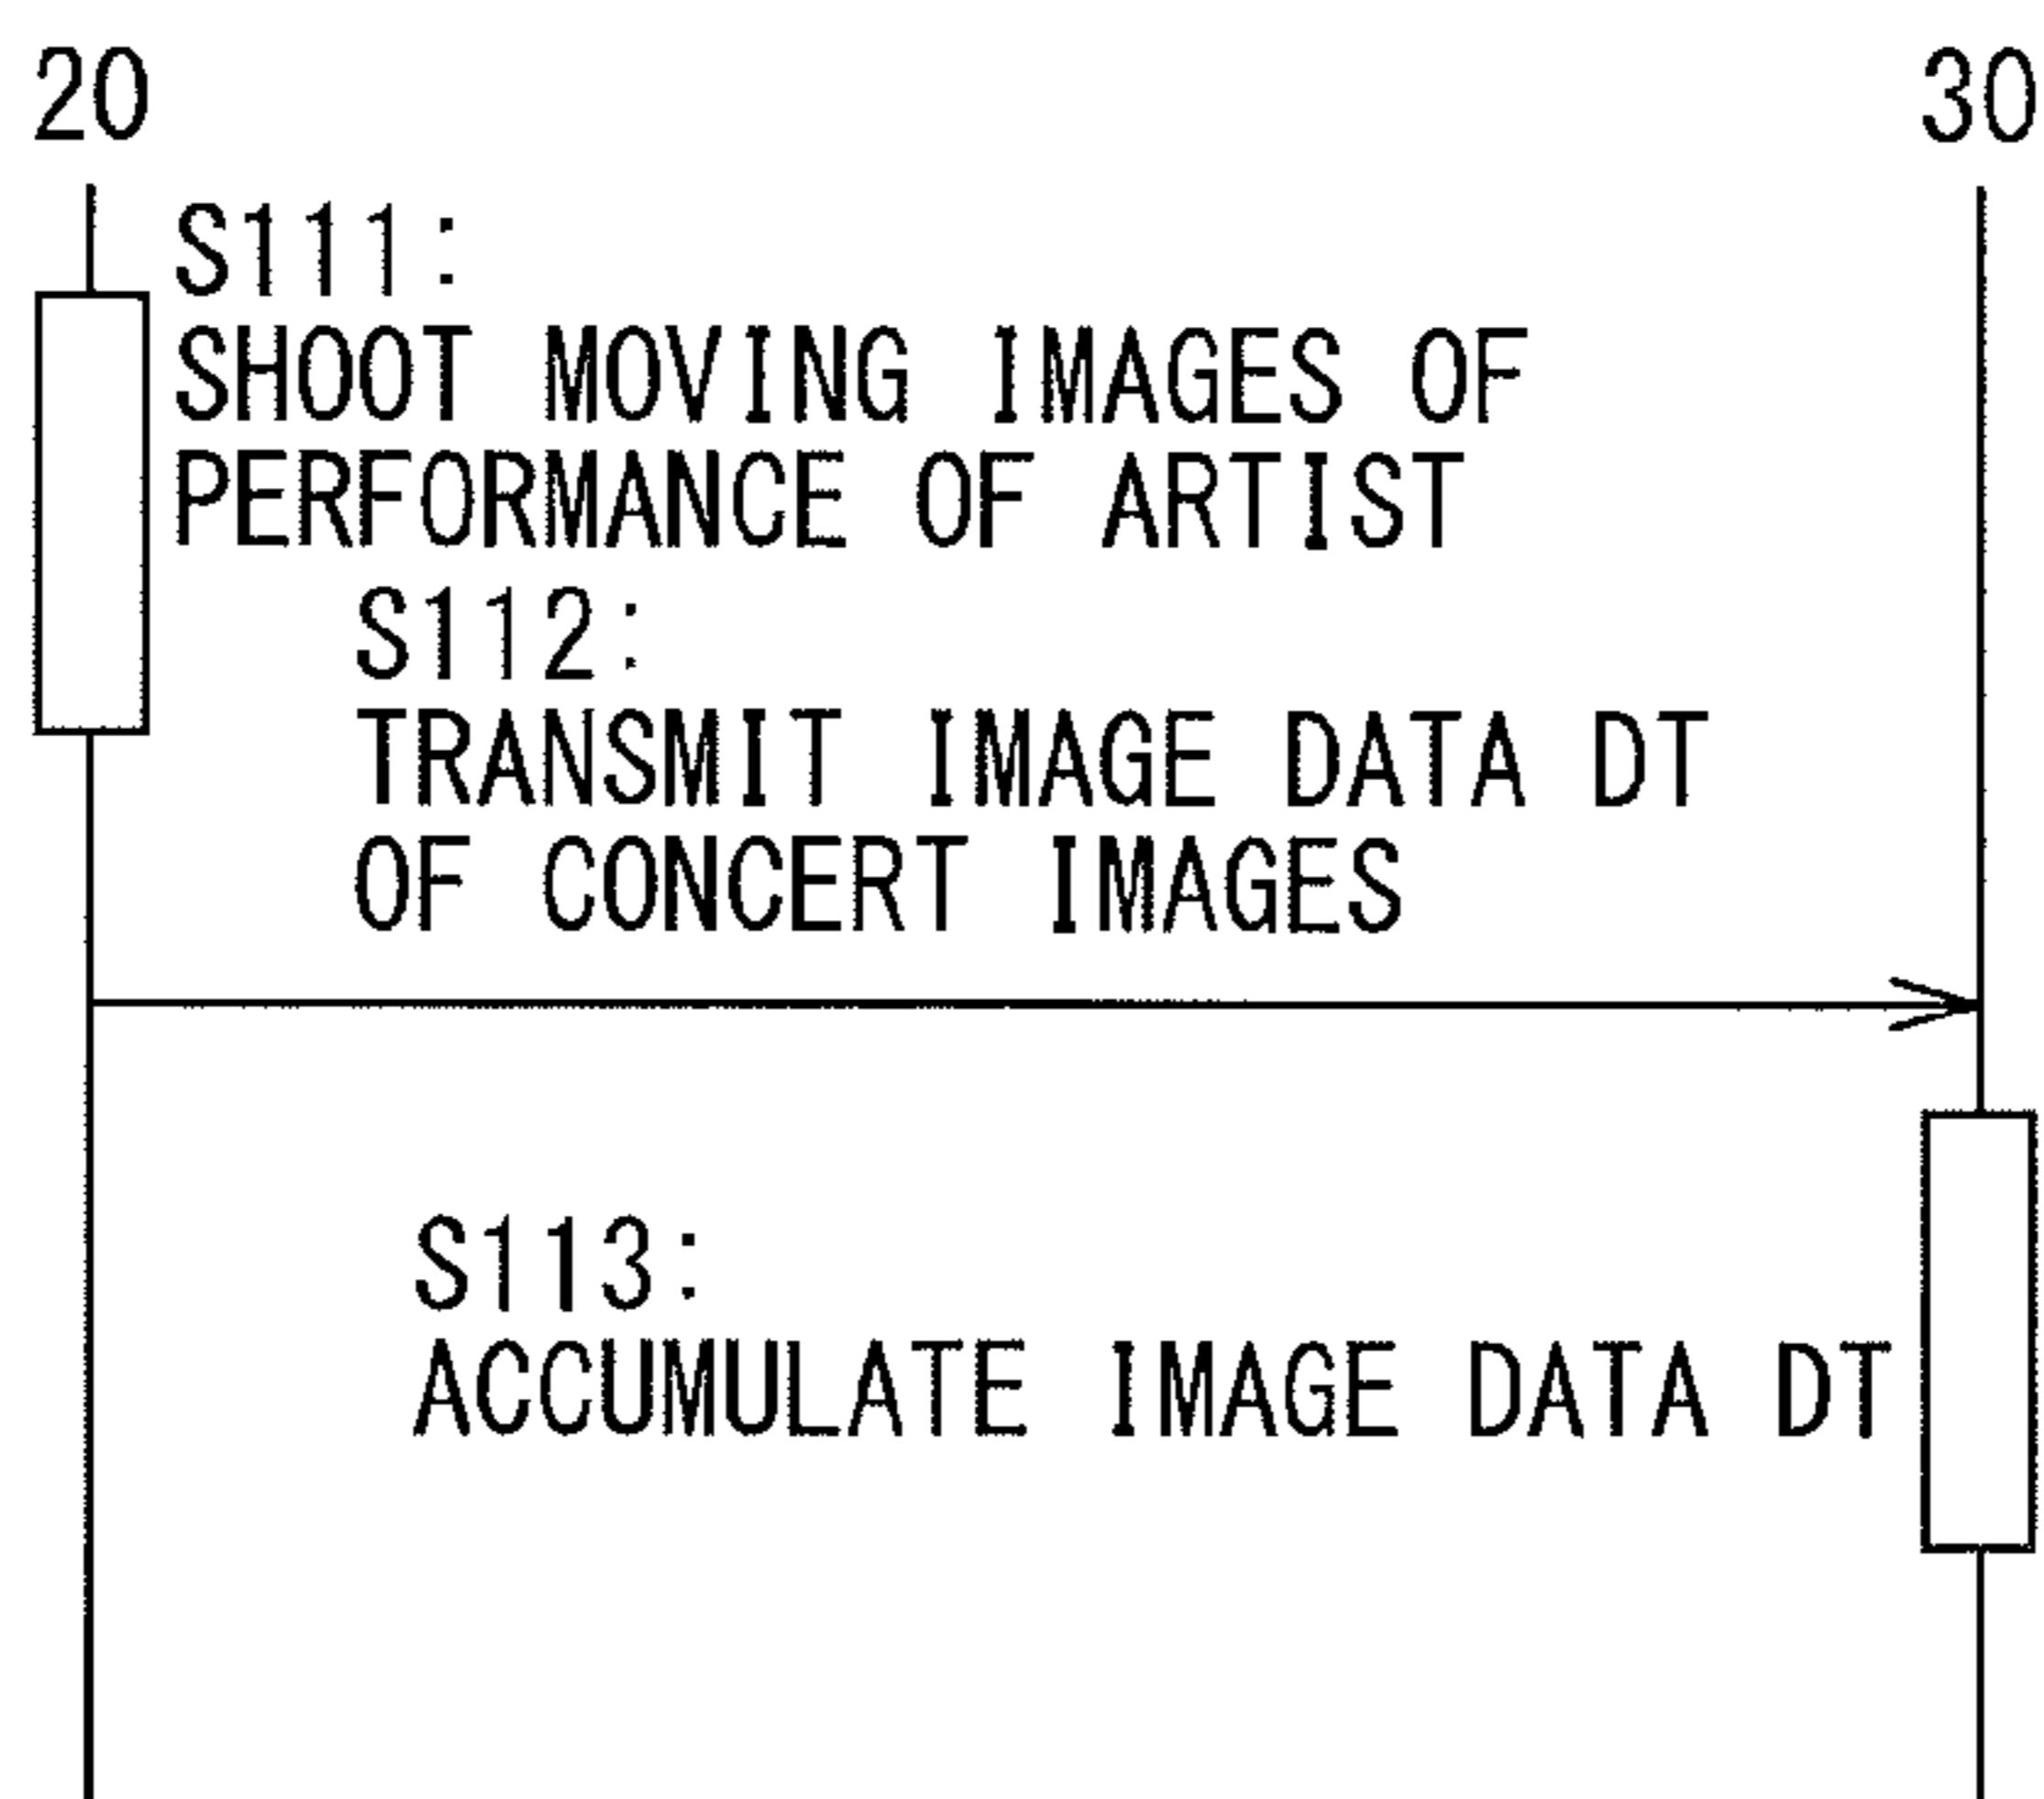 20
30
S111:
SHOOT MOVING IMAGES OF
PERFORMANCE OF ARTIST
S112:
TRANSMIT IMAGE DATA DT
OF CONCERT IMAGES
S113:
ACCUMULATE IMAGE DATA DT